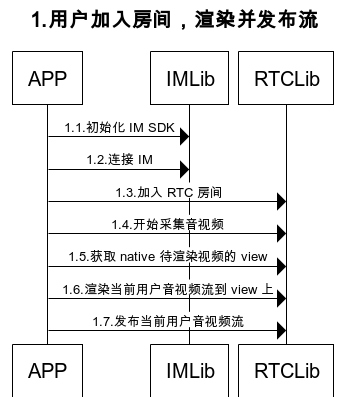 1.用户加入房间，渲染并发布流
APP
IMLib
RTCLib
1.1.初始化 IM SDK
1.2.连接 IM
1.3.加入 RTC 房间
1.4.开始采集音视频
1.5.获取 native 待渲染视频的 view
1.6.渲染当前用户音视频流到 view 上
1.7.发布当前用户音视频流
APP
IMLib
RTCLib